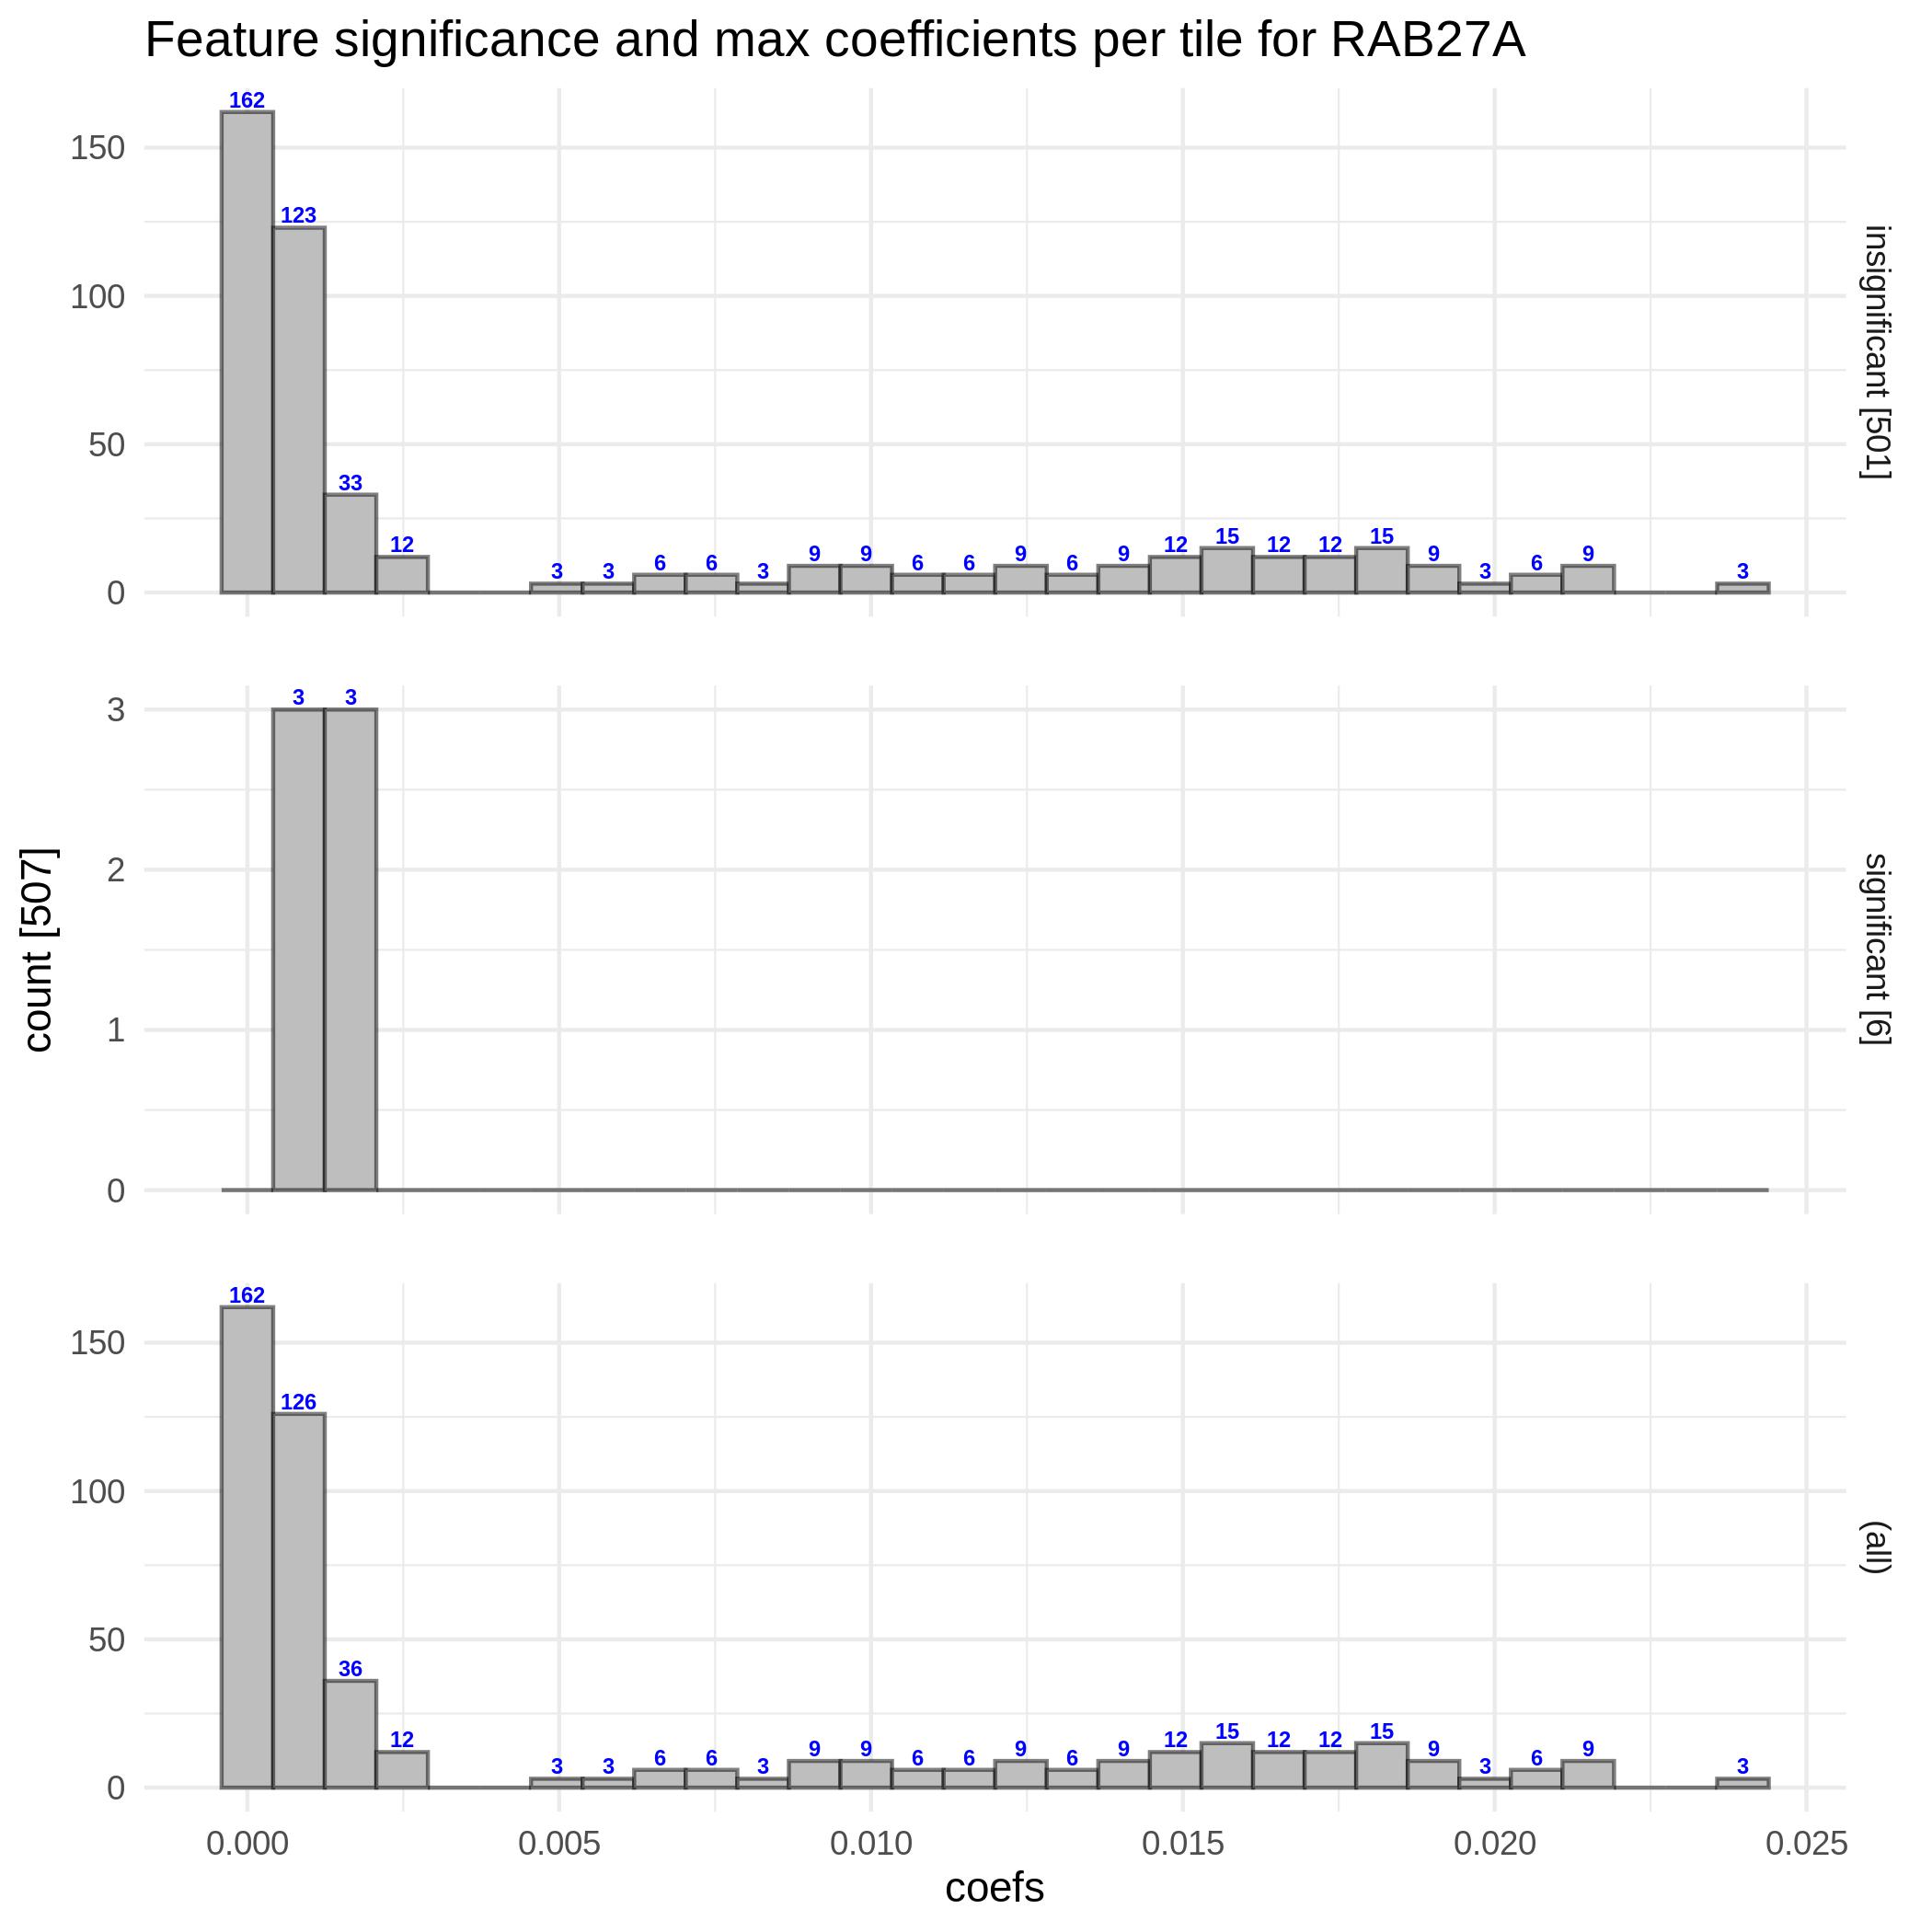 Feature significance and max coefficients per tile for RAB27A
162
123
33
12
3 3 6 6 3 9 9 6 6 9 6 9 12 15 12 12 15 9 3 6 9 3
150
100
50
0
insignificant [501]
3 3
3
2
1
0
significant [6]
count [507]
162
126
36
12
3 3 6 6 3 9 9 6 6 9 6 9 12 15 12 12 15 9 3 6 9 3
150
100
50
0
(all)
0.000 0.005 0.010 0.015 0.020 0.025
coefs